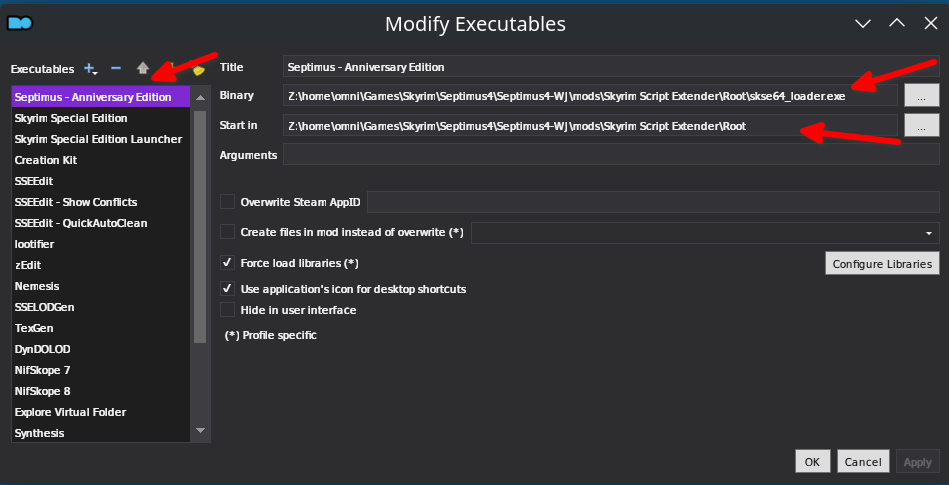 Modify Executables
Executables
Septimus - Anniversary Edition
Skyrim Special Edition
Skyrim Special Edition Launcher
Creation Kit
SSEEdit
SSEEdit - Show Conflicts
SSEEdit - QuickAutoClean
lootifier
zEdit
Nemesis
SSELODGen
TexGen
DynDOLOD
NifSkope 7
NifSkope 8
Explore Virtual Folder
Synthesis
Title Septimus - Anniversary Edition
Binary Z:\home\omni\Games\Skyrim\Septimus4\Septimus4-WJ\mods\Skyrim Script Extender\Root\skse64_loader.exe ...
Start in Z:\home\omni\Games\Skyrim\Septimus4\Septimus4-WJ\mods\Skyrim Script Extender\Root ...
Arguments
Overwrite Steam AppID
Create files in mod instead of overwrite (*)
Force load libraries (*) Configure Libraries
Use application's icon for desktop shortcuts
Hide in user interface
(*) Profile specific
OK Cancel Apply